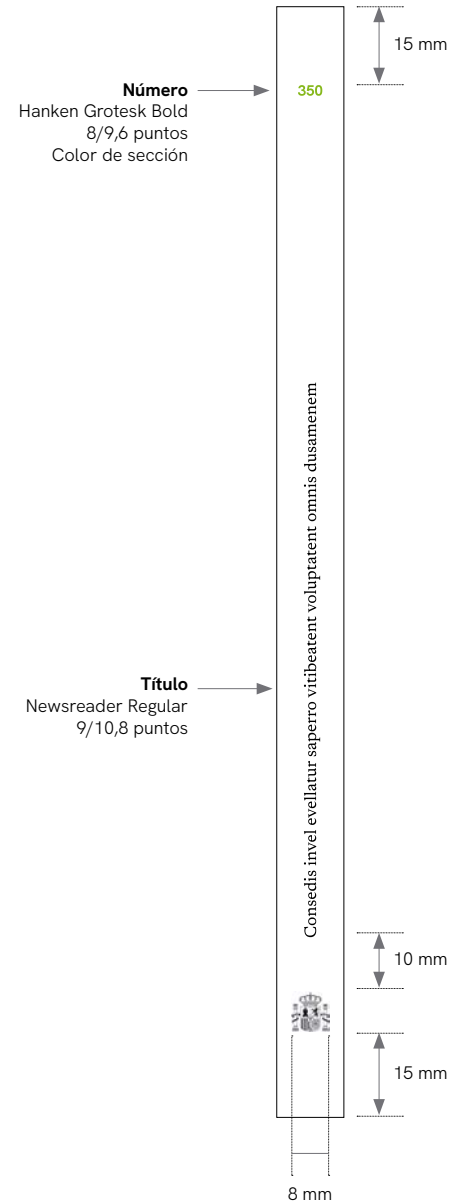 15 mm
350
Número
Hanken Grotesk Bold
8/9,6 puntos
Color de sección
Consedis invel evellatur saperro vitibeatent voluptatent omnis dusamenem
Título
Newsreader Regular
9/10,8 puntos
10 mm
15 mm
8 mm